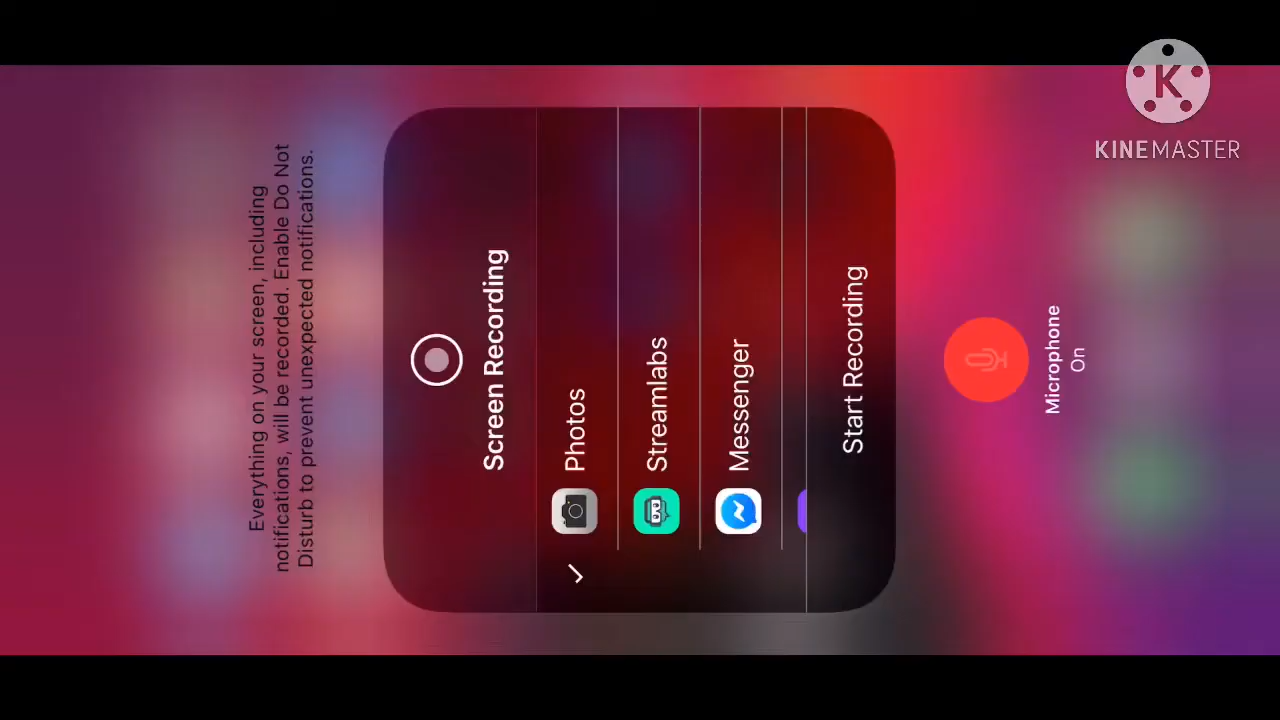 Everything on your screen, including
notifications, will be recorded. Enable Do Not
Disturb to prevent unexpected notifications.
Screen Recording
Photos
Streamlabs
Messenger
Start Recording
Microphone
On
K
KINEMASTER